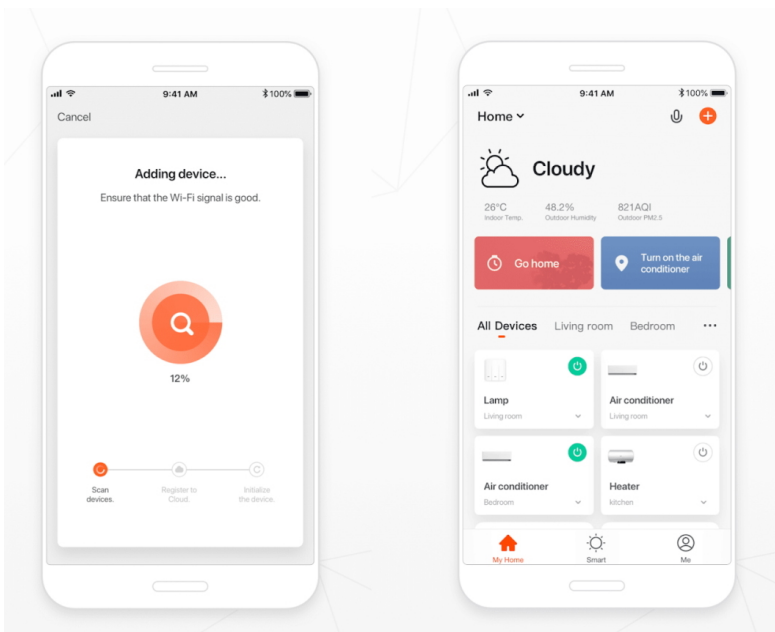 9:41 AM
100%
Cancel
Adding device...
Ensure that the Wi-Fi signal is good.
12%
Scan
devices.
Register to
Cloud.
Initialize
the device.
9:41 AM
100%
Home
Cloudy
26°C
Indoor Temp.
48.2%
Outdoor Humidity
821AQI
Outdoor PM2.5
Go home
Turn on the air
conditioner
All Devices
Living room
Bedroom
Lamp
Living room
Air conditioner
Living room
Air conditioner
Bedroom
Heater
kitchen
My Home
Smart
Me